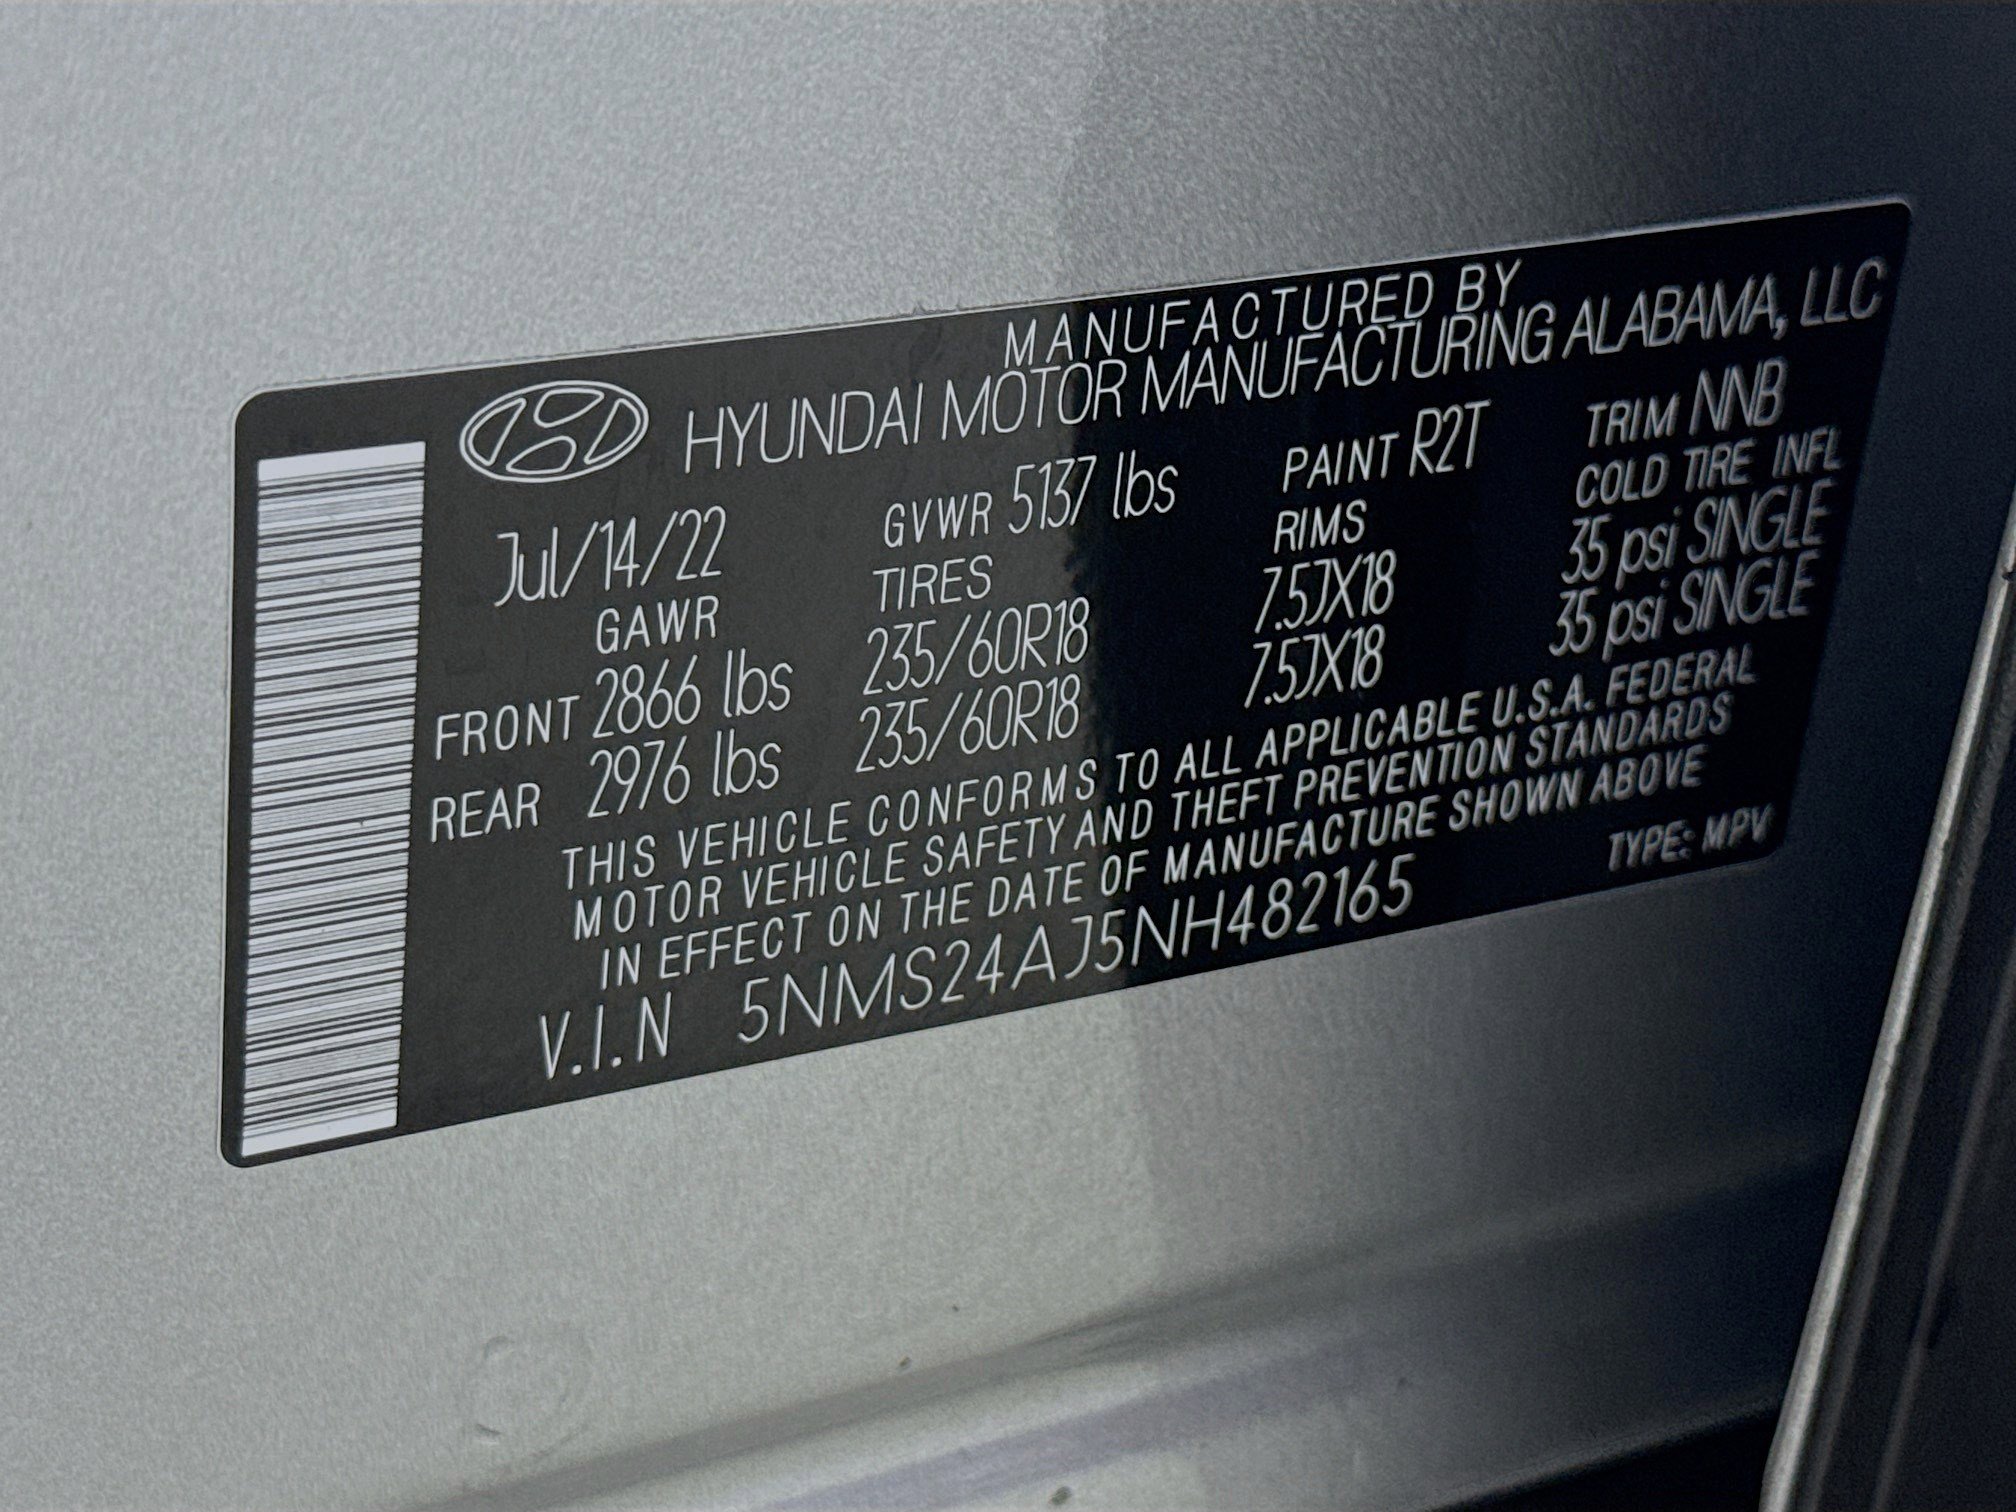 MANUFACTURED BY
HYUNDAI MOTOR MANUFACTURING ALABAMA, LLC
Jul/14/22 GVWR 5137 lbs PAINT R2T TRIM NNB
GAWR TIRES RIMS COLD TIRE INFL
FRONT 2866 lbs 235/60R18 7.5JX18 35 psi SINGLE
REAR 2976 lbs 235/60R18 7.5JX18 35 psi SINGLE
THIS VEHICLE CONFORMS TO ALL APPLICABLE U.S.A. FEDERAL
MOTOR VEHICLE SAFETY AND THEFT PREVENTION STANDARDS
IN EFFECT ON THE DATE OF MANUFACTURE SHOWN ABOVE
V.I.N 5NMS24AJ5NH482165 TYPE: MPV